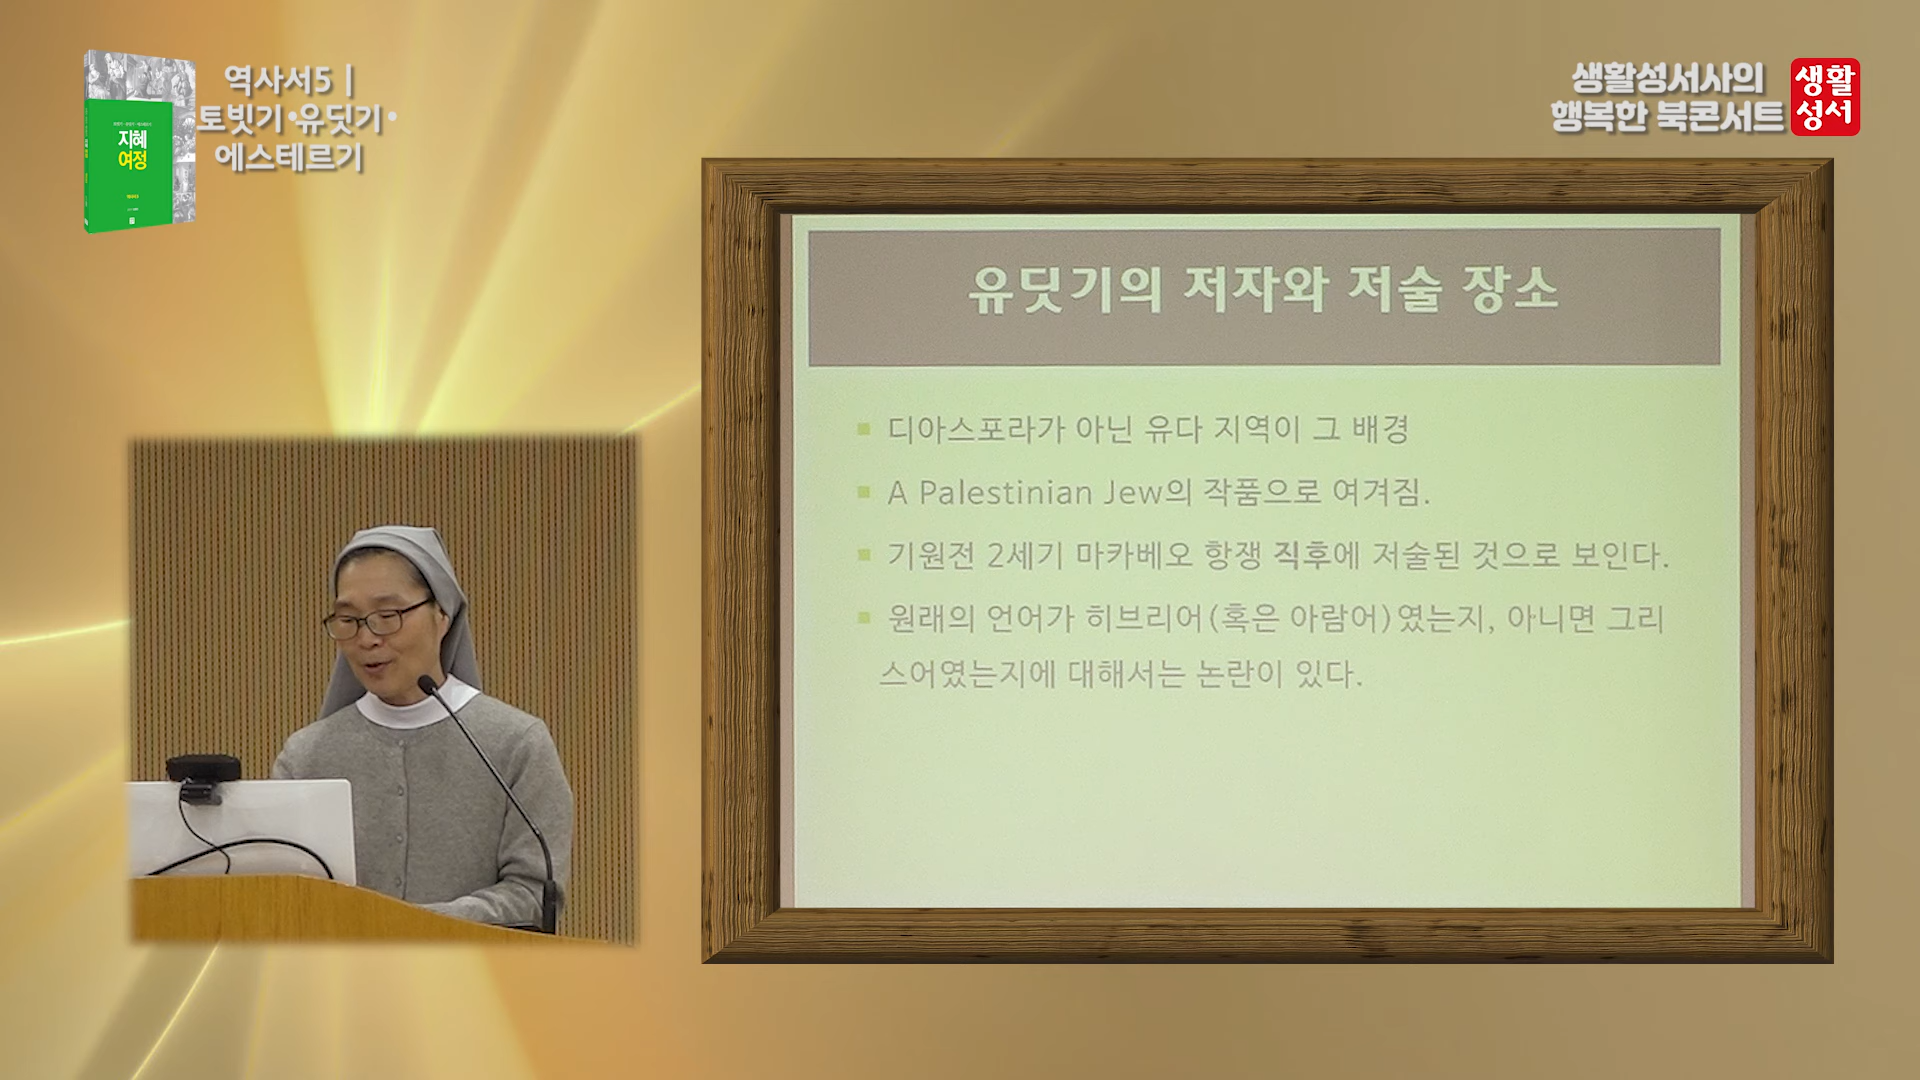 역사서5 |
토빗기·유딧기·
에스테르기
지혜
여정
생활성서사의
행복한 북콘서트
생활
성서
유딧기의 저자와 저술 장소
디아스포라가 아닌 유다 지역이 그 배경
A Palestinian Jew의 작품으로 여겨짐.
기원전 2세기 마카베오 항쟁 직후에 저술된 것으로 보인다.
원래의 언어가 히브리어(혹은 아람어)였는지, 아니면 그리
스어였는지에 대해서는 논란이 있다.